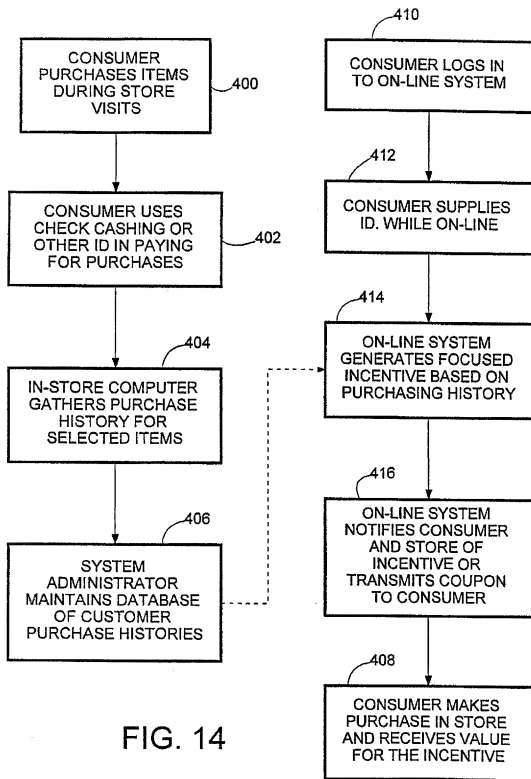 400
CONSUMER
PURCHASES ITEMS
DURING STORE
VISITS
402
CONSUMER USES
CHECK CASHING OR
OTHER ID IN PAYING
FOR PURCHASES
404
IN-STORE COMPUTER
GATHERS PURCHASE
HISTORY FOR
SELECTED ITEMS
406
SYSTEM
ADMINISTRATOR
MAINTAINS DATABASE
OF CUSTOMER
PURCHASE HISTORIES
410
CONSUMER LOGS IN
TO ON-LINE SYSTEM
412
CONSUMER SUPPLIES
ID. WHILE ON-LINE
414
ON-LINE SYSTEM
GENERATES FOCUSED
INCENTIVE BASED ON
PURCHASING HISTORY
416
ON-LINE SYSTEM
NOTIFIES CONSUMER
AND STORE OF
INCENTIVE OR
TRANSMITS COUPON
TO CONSUMER
408
CONSUMER MAKES
PURCHASE IN STORE
AND RECEIVES VALUE
FOR THE INCENTIVE
FIG. 14